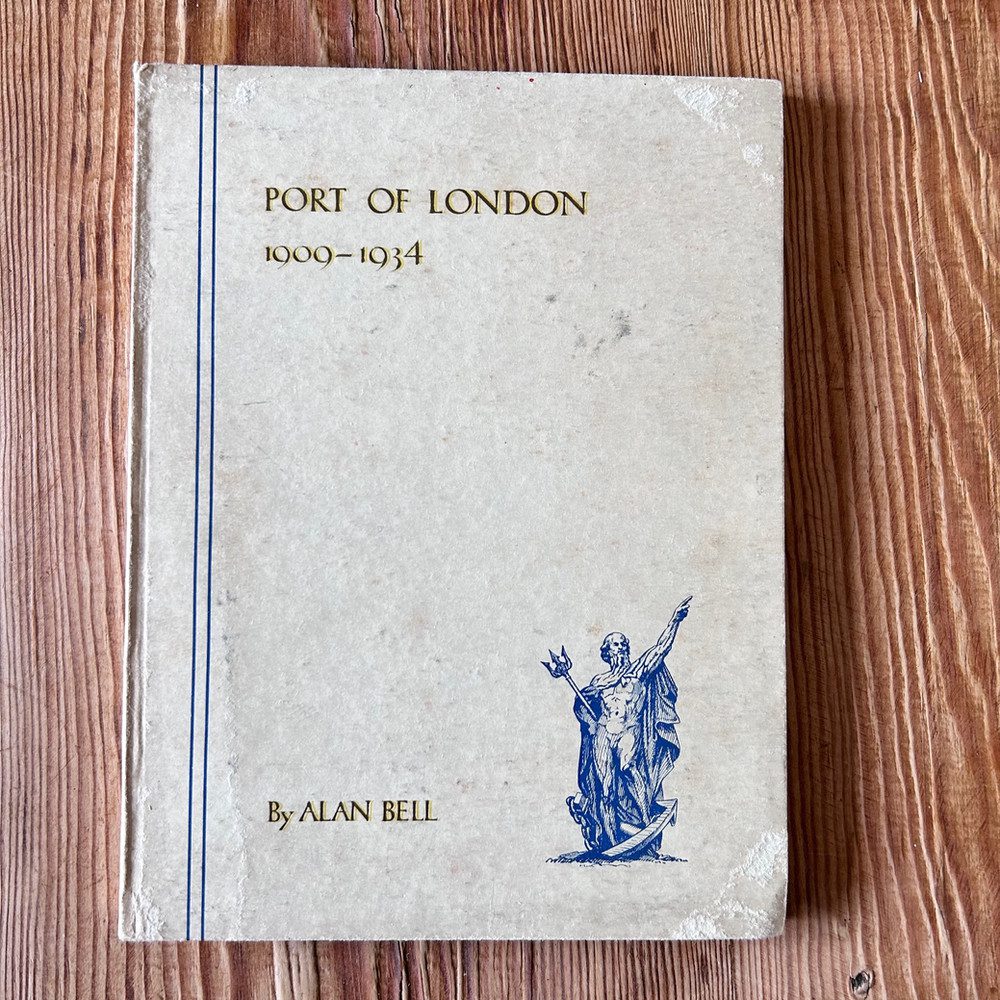 PORT OF LONDON
1909–1934
By ALAN BELL